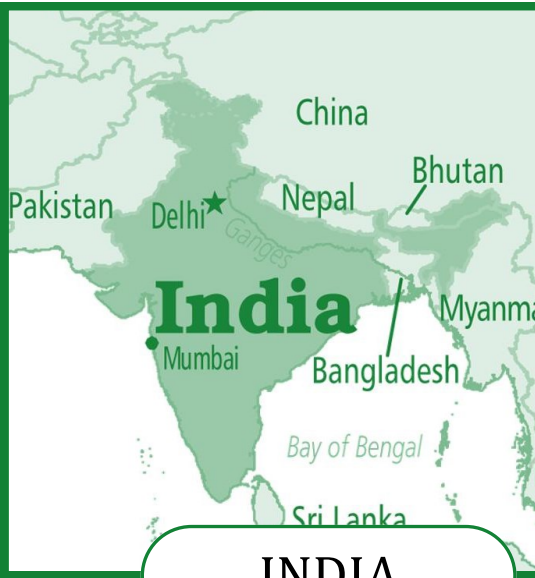 China
Bhutan
Pakistan
Delhi
Nepal
Ganges
India
Myanma
Mumbai
Bangladesh
Bay of Bengal
Sri Lanka
INDIA